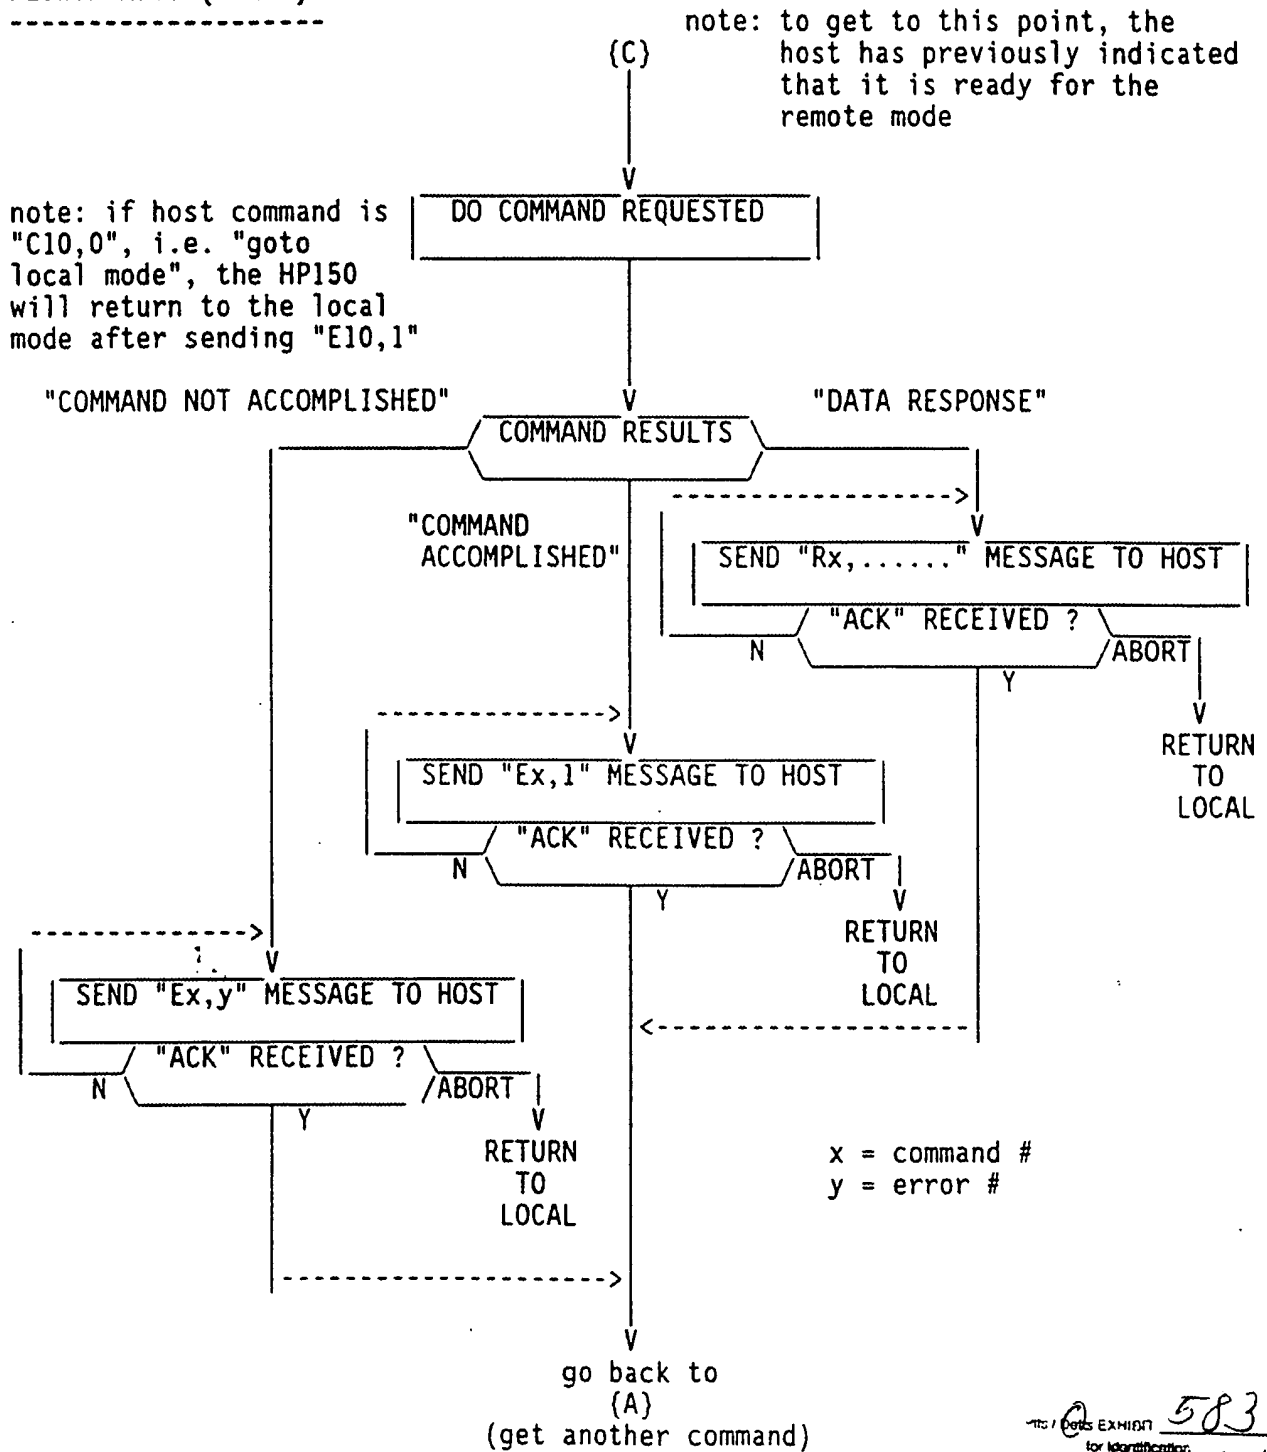 note: to get to this point, the
host has previously indicated
that it is ready for the
remote mode
{C}
V
note: if host command is
"C10,0", i.e. "goto
local mode", the HP150
will return to the local
mode after sending "E10,1"
DO COMMAND REQUESTED
V
"COMMAND NOT ACCOMPLISHED"
"DATA RESPONSE"
COMMAND RESULTS
"COMMAND
ACCOMPLISHED"
V
SEND "Rx,......" MESSAGE TO HOST
"ACK" RECEIVED ?
N
ABORT
Y
V
RETURN
TO
LOCAL
V
SEND "Ex,1" MESSAGE TO HOST
"ACK" RECEIVED ?
N
ABORT
Y
V
RETURN
TO
LOCAL
V
SEND "Ex,y" MESSAGE TO HOST
"ACK" RECEIVED ?
N
ABORT
Y
V
RETURN
TO
LOCAL
x = command #
y = error #
V
go back to
{A}
(get another command)
EXHIBIT 583
for Identification